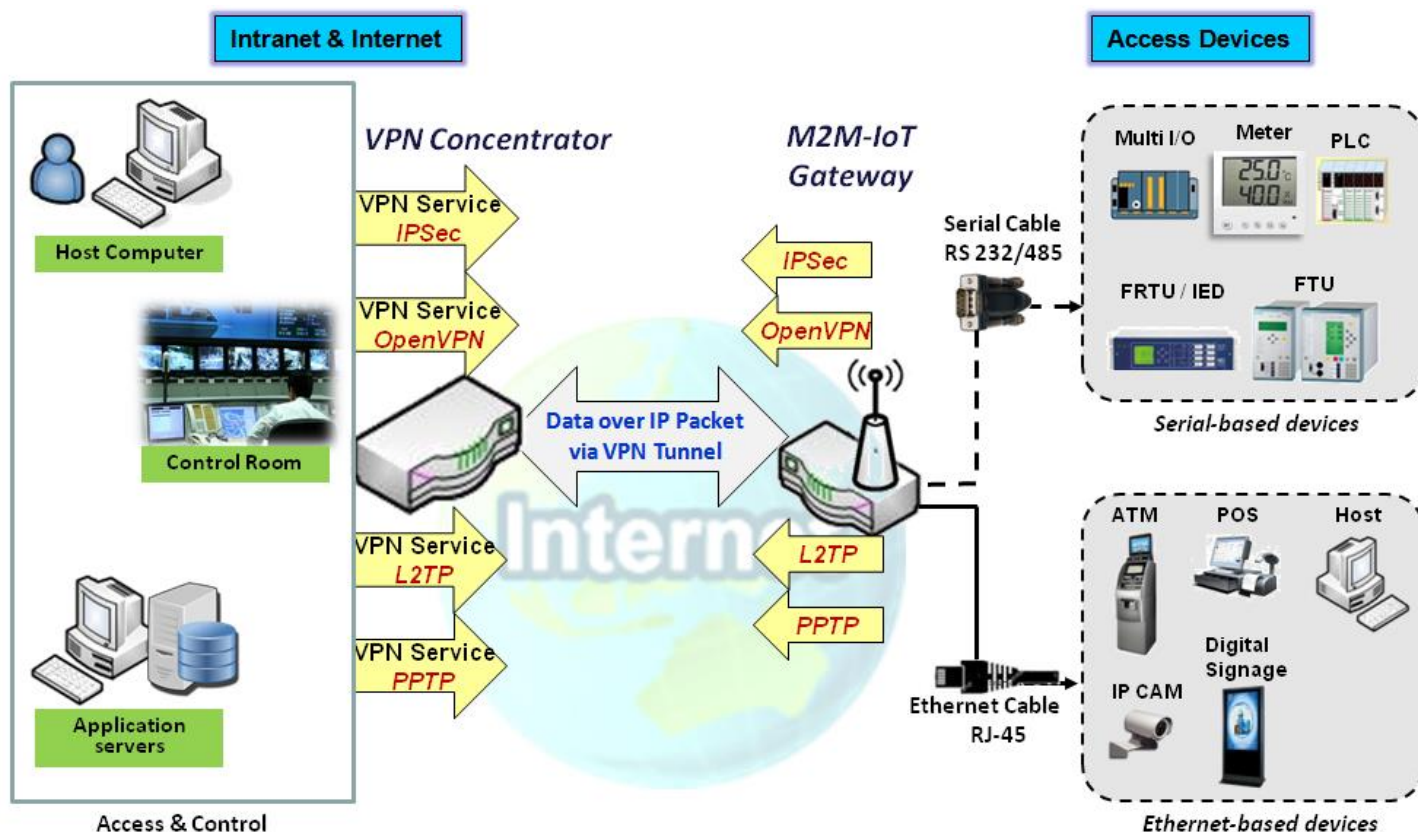 Intranet & Internet
Access Devices
VPN Concentrator
M2M-IoT
Gateway
Host Computer
Control Room
Application
servers
Access & Control
VPN Service
IPSec
VPN Service
OpenVPN
VPN Service
L2TP
VPN Service
PPTP
Data over IP Packet
via VPN Tunnel
Internet
IPSec
OpenVPN
L2TP
PPTP
Serial Cable
RS 232/485
Ethernet Cable
RJ-45
Multi I/O
Meter
PLC
25.0 °C
40.0
FRTU / IED
FTU
Serial-based devices
ATM
POS
Host
Digital
Signage
IP CAM
Ethernet-based devices